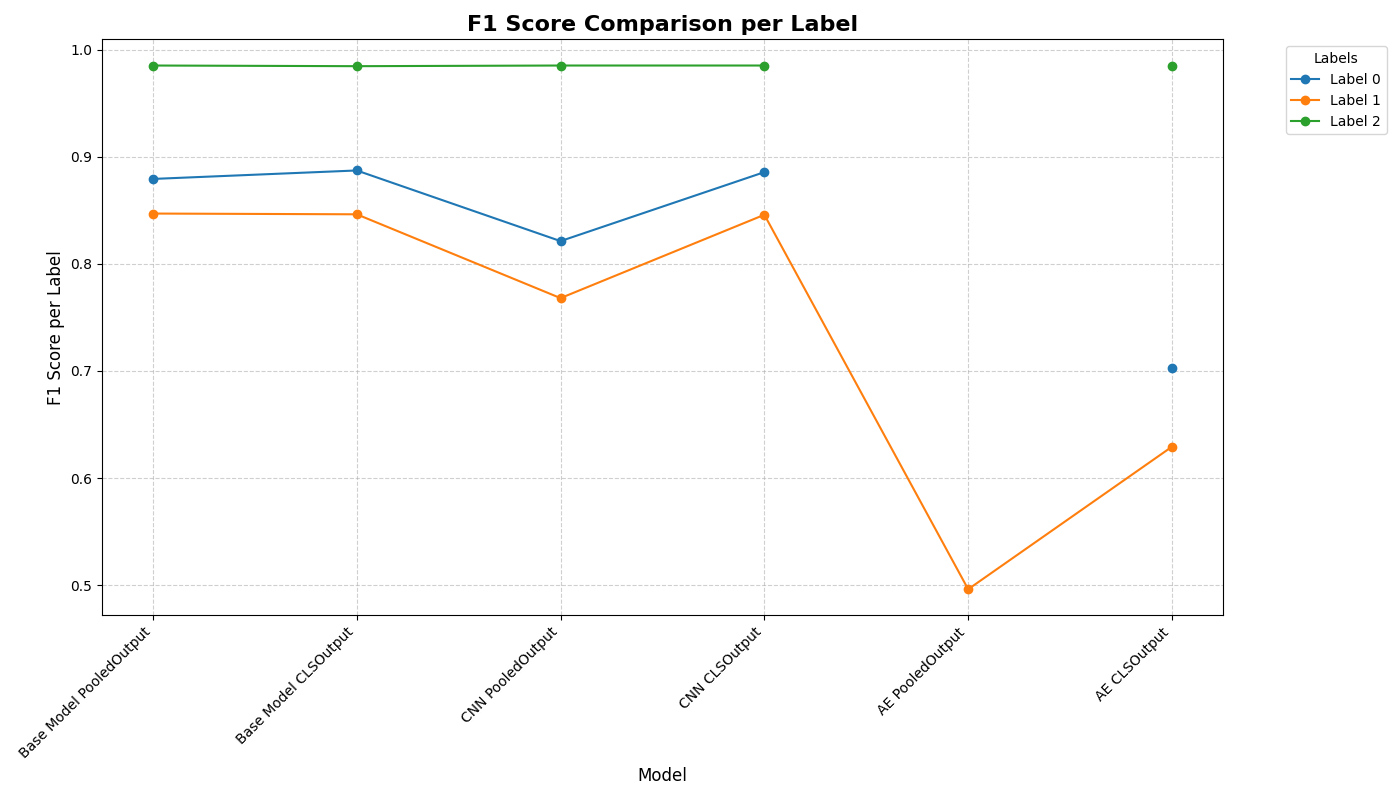 F1 Score Comparison per Label
F1 Score per Label
1.0
0.9
0.8
0.7
0.6
0.5
Labels
Label 0
Label 1
Label 2
Base Model PooledOutput
Base Model CLSOutput
CNN PooledOutput
CNN CLSOutput
AE PooledOutput
AE CLSOutput
Model